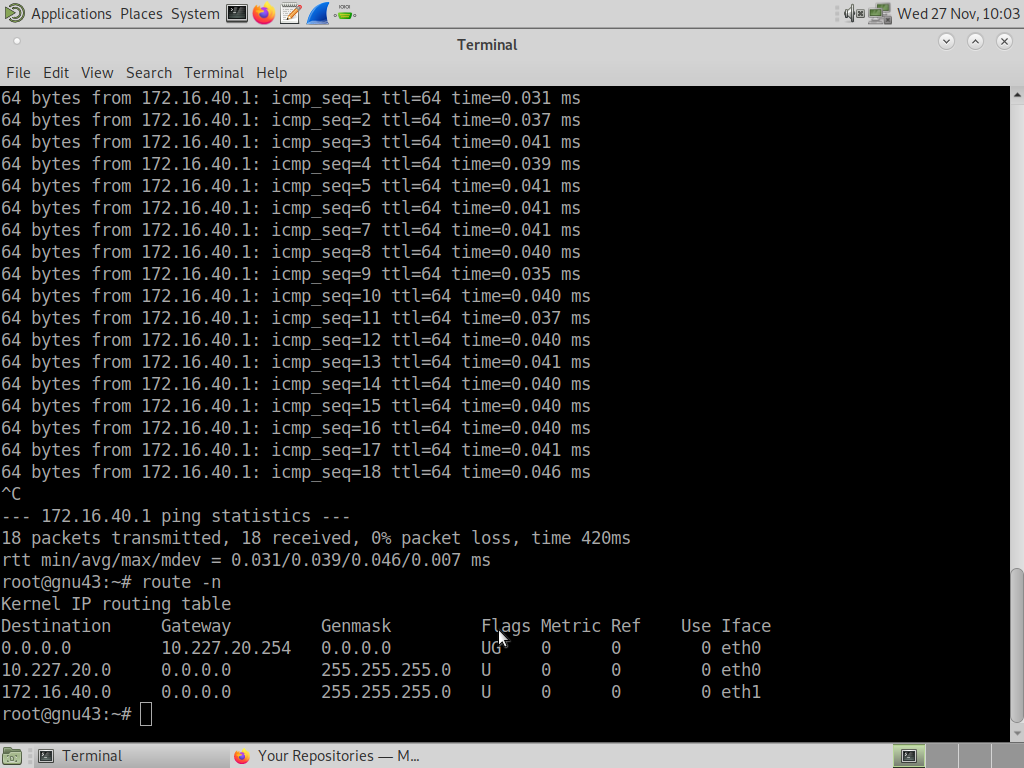 Applications Places System Wed 27 Nov, 10:03
Terminal
File Edit View Search Terminal Help
64 bytes from 172.16.40.1: icmp_seq=1 ttl=64 time=0.031 ms
64 bytes from 172.16.40.1: icmp_seq=2 ttl=64 time=0.037 ms
64 bytes from 172.16.40.1: icmp_seq=3 ttl=64 time=0.041 ms
64 bytes from 172.16.40.1: icmp_seq=4 ttl=64 time=0.039 ms
64 bytes from 172.16.40.1: icmp_seq=5 ttl=64 time=0.041 ms
64 bytes from 172.16.40.1: icmp_seq=6 ttl=64 time=0.041 ms
64 bytes from 172.16.40.1: icmp_seq=7 ttl=64 time=0.041 ms
64 bytes from 172.16.40.1: icmp_seq=8 ttl=64 time=0.040 ms
64 bytes from 172.16.40.1: icmp_seq=9 ttl=64 time=0.035 ms
64 bytes from 172.16.40.1: icmp_seq=10 ttl=64 time=0.040 ms
64 bytes from 172.16.40.1: icmp_seq=11 ttl=64 time=0.037 ms
64 bytes from 172.16.40.1: icmp_seq=12 ttl=64 time=0.040 ms
64 bytes from 172.16.40.1: icmp_seq=13 ttl=64 time=0.041 ms
64 bytes from 172.16.40.1: icmp_seq=14 ttl=64 time=0.040 ms
64 bytes from 172.16.40.1: icmp_seq=15 ttl=64 time=0.040 ms
64 bytes from 172.16.40.1: icmp_seq=16 ttl=64 time=0.040 ms
64 bytes from 172.16.40.1: icmp_seq=17 ttl=64 time=0.041 ms
64 bytes from 172.16.40.1: icmp_seq=18 ttl=64 time=0.046 ms
^C
--- 172.16.40.1 ping statistics ---
18 packets transmitted, 18 received, 0% packet loss, time 420ms
rtt min/avg/max/mdev = 0.031/0.039/0.046/0.007 ms
root@gnu43:~# route -n
Kernel IP routing table
Destination     Gateway         Genmask         Flags Metric Ref    Use Iface
0.0.0.0         10.227.20.254   0.0.0.0         UG    0      0        0 eth0
10.227.20.0     0.0.0.0         255.255.255.0   U     0      0        0 eth0
172.16.40.0     0.0.0.0         255.255.255.0   U     0      0        0 eth1
root@gnu43:~#
Terminal Your Repositories — M...